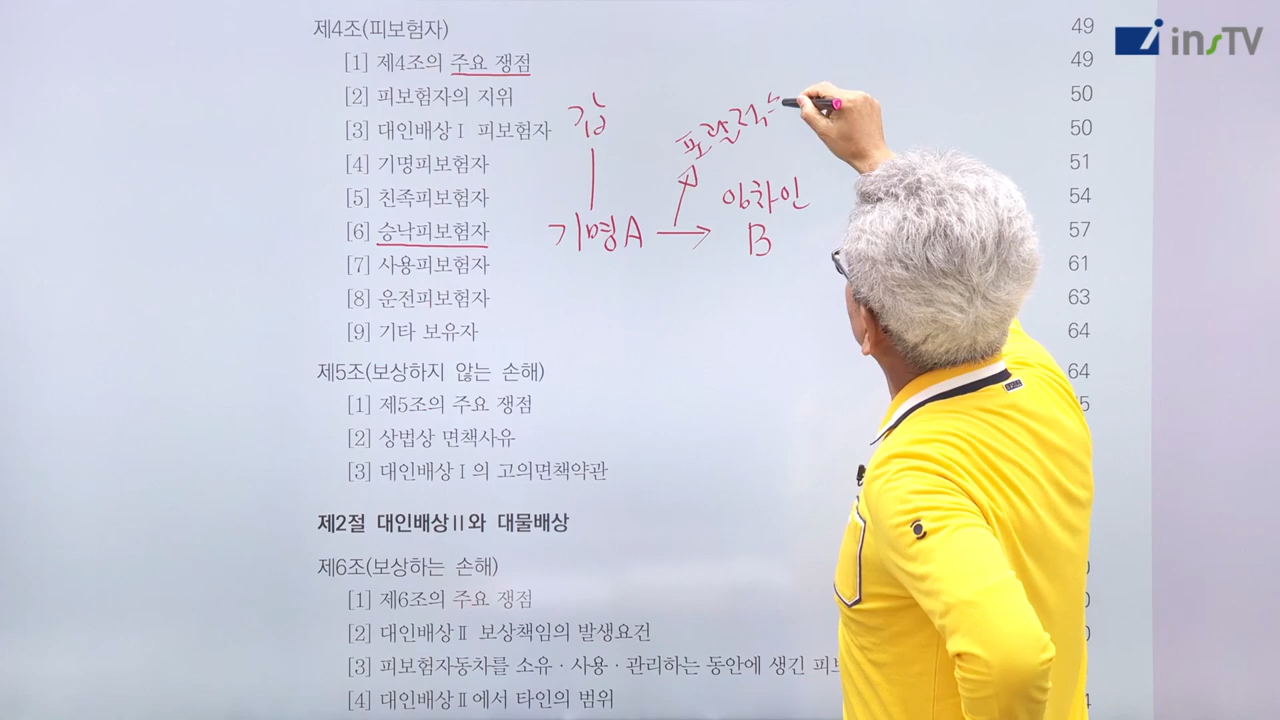 제4조(피보험자) 49
insTV
[1] 제4조의 주요 쟁점 49
[2] 피보험자의 지위 50
[3] 대인배상Ⅰ 피보험자 50
[4] 기명피보험자 51
[5] 친족피보험자 54
[6] 승낙피보험자 57
[7] 사용피보험자 61
[8] 운전피보험자 63
[9] 기타 보유자 64
갑
포괄적
임차인
기명A
B
제5조(보상하지 않는 손해) 64
[1] 제5조의 주요 쟁점 5
[2] 상법상 면책사유
[3] 대인배상Ⅰ의 고의면책약관
제2절 대인배상Ⅱ와 대물배상
제6조(보상하는 손해)
[1] 제6조의 주요 쟁점
[2] 대인배상Ⅱ 보상책임의 발생요건
[3] 피보험자동차를 소유·사용·관리하는 동안에 생긴
[4] 대인배상Ⅱ에서 타인의 범위 4